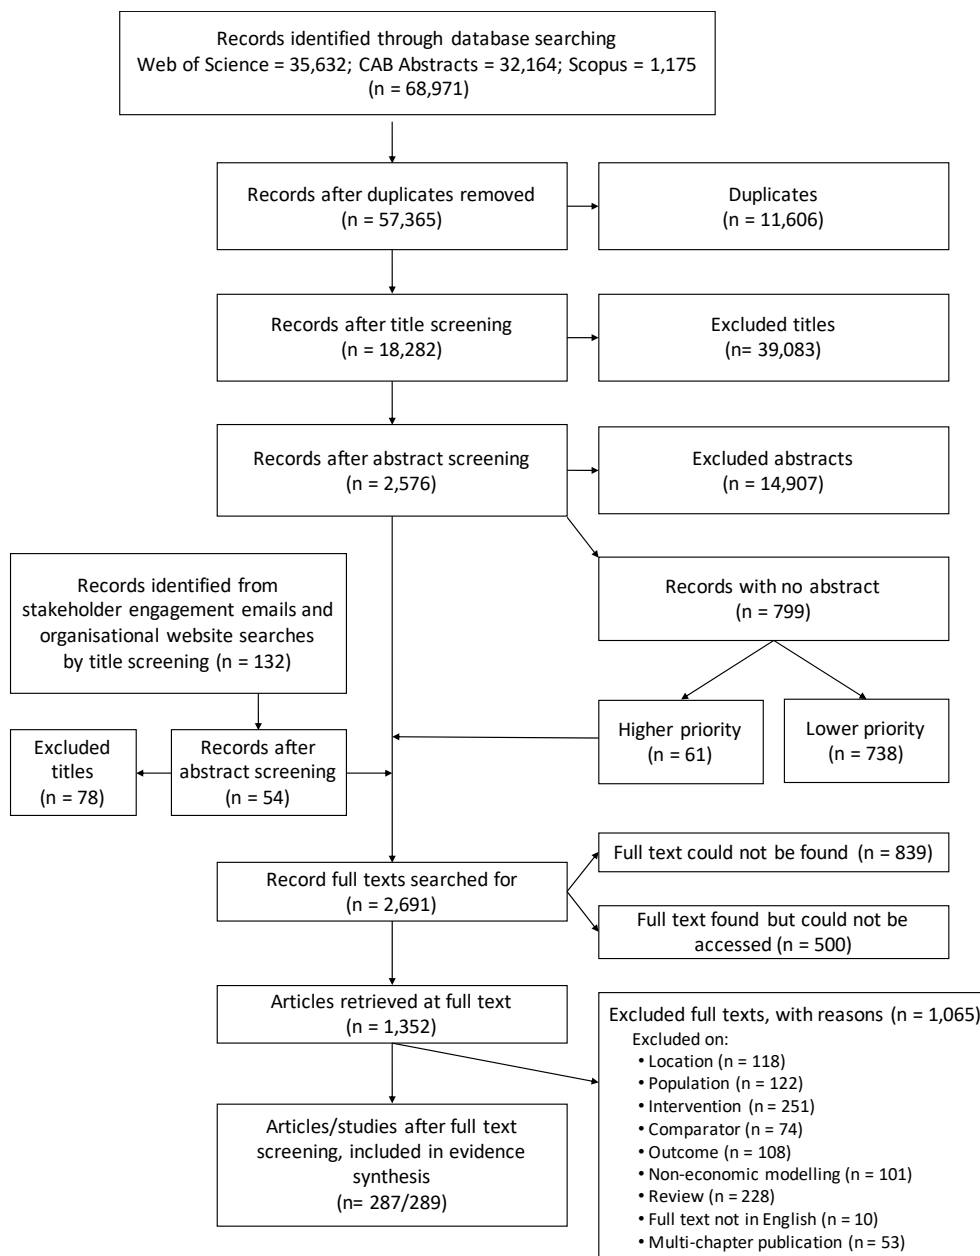 Records identified through database searching
Web of Science = 35,632; CAB Abstracts = 32,164; Scopus = 1,175
(n = 68,971)
Records after duplicates removed
(n = 57,365)
Duplicates
(n = 11,606)
Records after title screening
(n = 18,282)
Excluded titles
(n= 39,083)
Records after abstract screening
(n = 2,576)
Excluded abstracts
(n = 14,907)
Records with no abstract
(n = 799)
Records identified from
stakeholder engagement emails and
organisational website searches
by title screening (n = 132)
Higher priority
(n = 61)
Lower priority
(n = 738)
Excluded
titles
(n = 78)
Records after
abstract screening
(n = 54)
Record full texts searched for
(n = 2,691)
Full text could not be found (n = 839)
Full text found but could not be
accessed (n = 500)
Articles retrieved at full text
(n = 1,352)
Excluded full texts, with reasons (n = 1,065)
Excluded on:
• Location (n = 118)
• Population (n = 122)
• Intervention (n = 251)
• Comparator (n = 74)
• Outcome (n = 108)
• Non-economic modelling (n = 101)
• Review (n = 228)
• Full text not in English (n = 10)
• Multi-chapter publication (n = 53)
Articles/studies after full text
screening, included in evidence
synthesis
(n= 287/289)